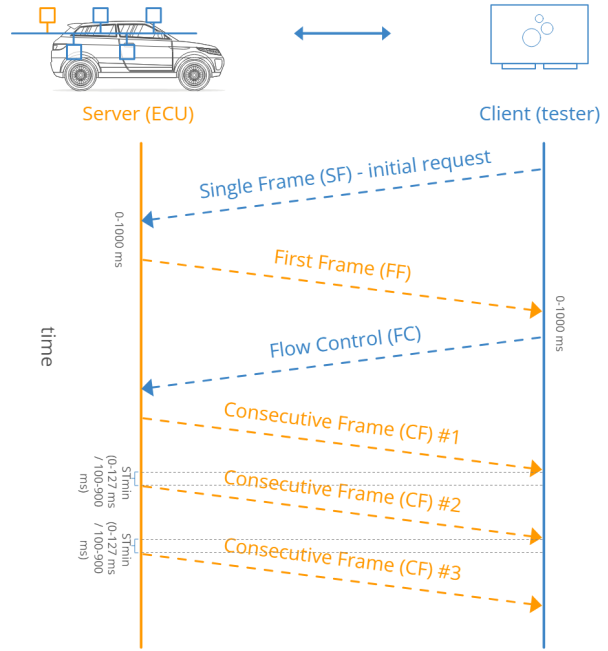 Server (ECU)
Client (tester)
Single Frame (SF) - initial request
0-1000 ms
First Frame (FF)
0-1000 ms
time
Flow Control (FC)
Consecutive Frame (CF) #1
STmin
(0-127 ms
/ 100-900
ms)
Consecutive Frame (CF) #2
STmin
(0-127 ms
/ 100-900
ms)
Consecutive Frame (CF) #3